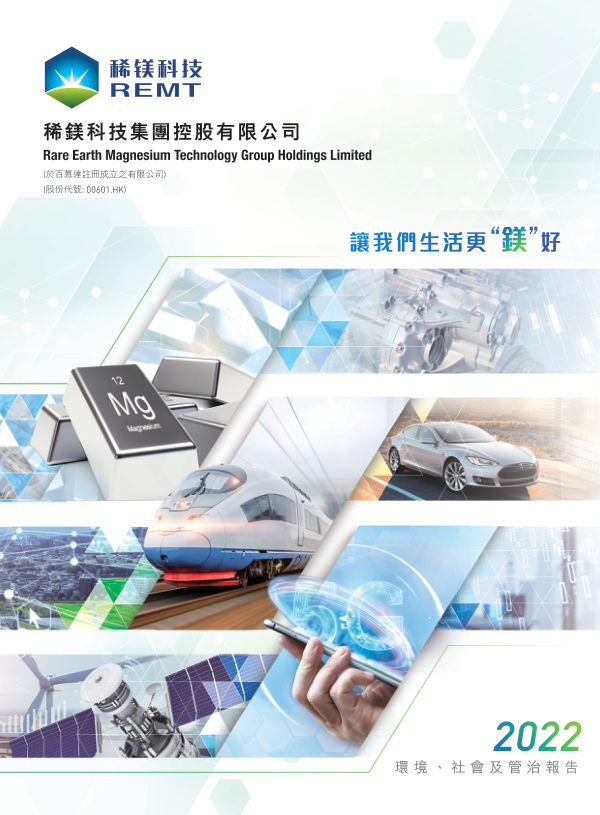 稀镁科技
REMT
稀鎂科技集團控股有限公司
Rare Earth Magnesium Technology Group Holdings Limited
(於百慕達註冊成立之有限公司)
(股份代號: 00601.HK)
讓我們生活更“鎂”好
12
Mg
Magnesium
5G
2022
環境、社會及管治報告